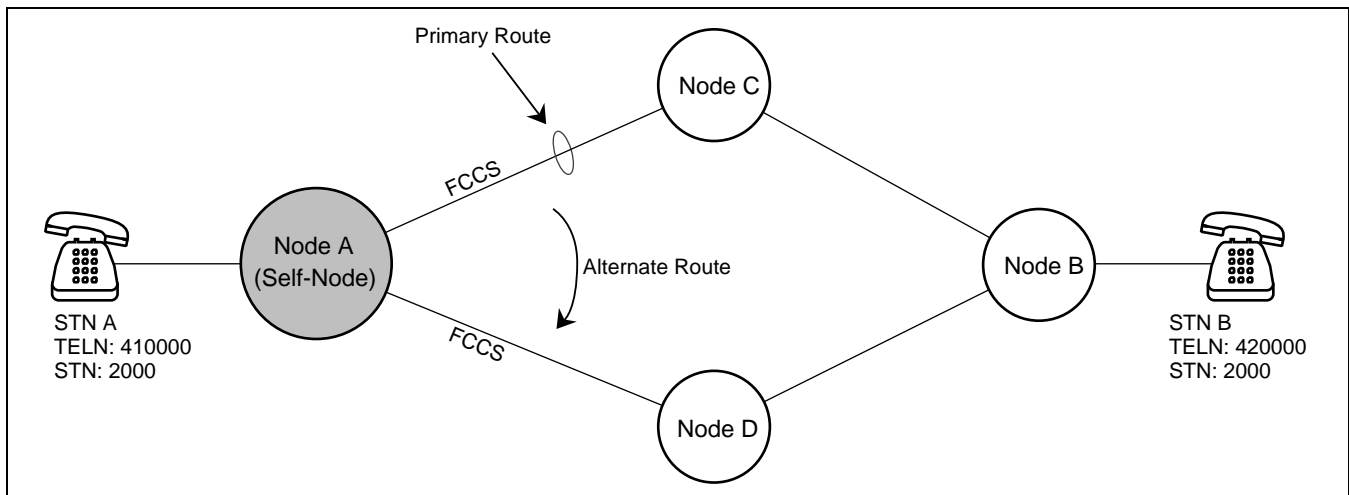 Primary Route
Node C
FCCS
Node A
(Self-Node)
Alternate Route
Node B
FCCS
STN A
TELN: 410000
STN: 2000
STN B
TELN: 420000
STN: 2000
Node D